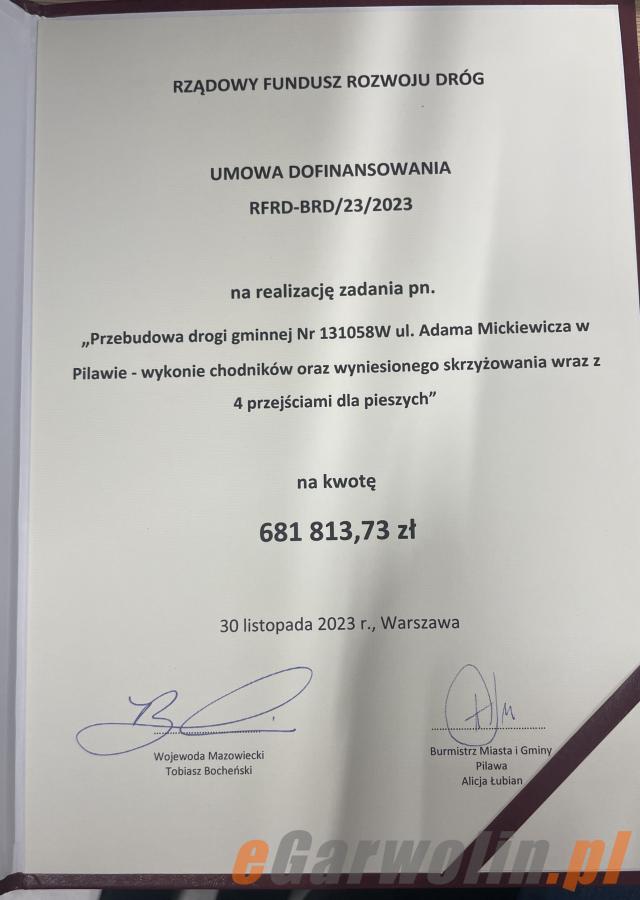 RZĄDOWY FUNDUSZ ROZWOJU DRÓG
UMOWA DOFINANSOWANIA
RFRD-BRD/23/2023
na realizację zadania pn.
„Przebudowa drogi gminnej Nr 131058W ul. Adama Mickiewicza w
Pilawie - wykonie chodników oraz wyniesionego skrzyżowania wraz z
4 przejściami dla pieszych”
na kwotę
681 813,73 zł
30 listopada 2023 r., Warszawa
Wojewoda Mazowiecki
Tobiasz Bocheński
Burmistrz Miasta i Gminy
Pilawa
Alicja Łubian
eGarwolin.pl